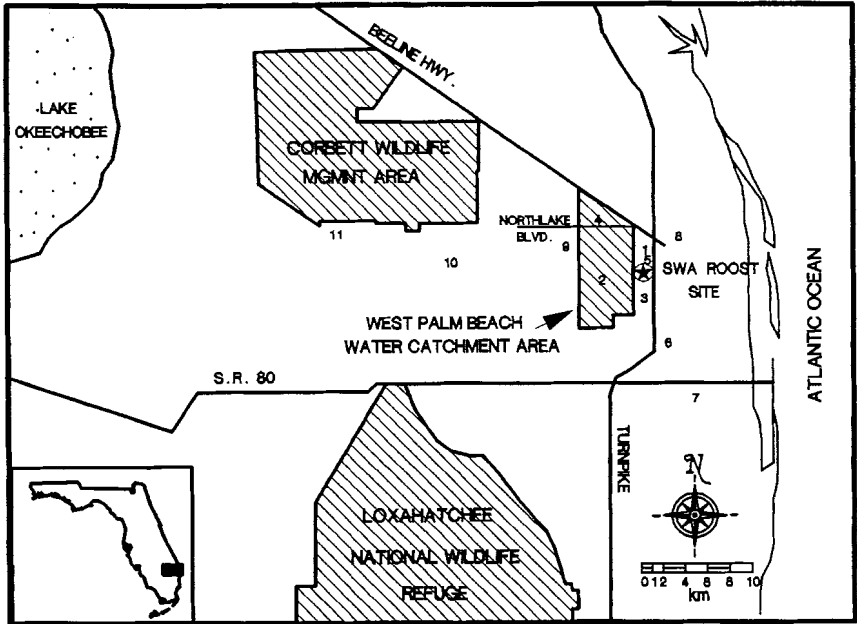 BEELINE HWY.
LAKE
OKEECHOBEE
CORBETT WILDLIFE
MGMNT AREA
NORTHLAKE
BLVD.
4
8
11
10
9
1
5
2
3
SWA ROOST
SITE
WEST PALM BEACH
WATER CATCHMENT AREA
6
ATLANTIC OCEAN
S.R. 80
7
TURNPIKE
N
LOXAHATCHEE
NATIONAL WILDLIFE
REFUGE
0 1 2 4 6 8 10
km